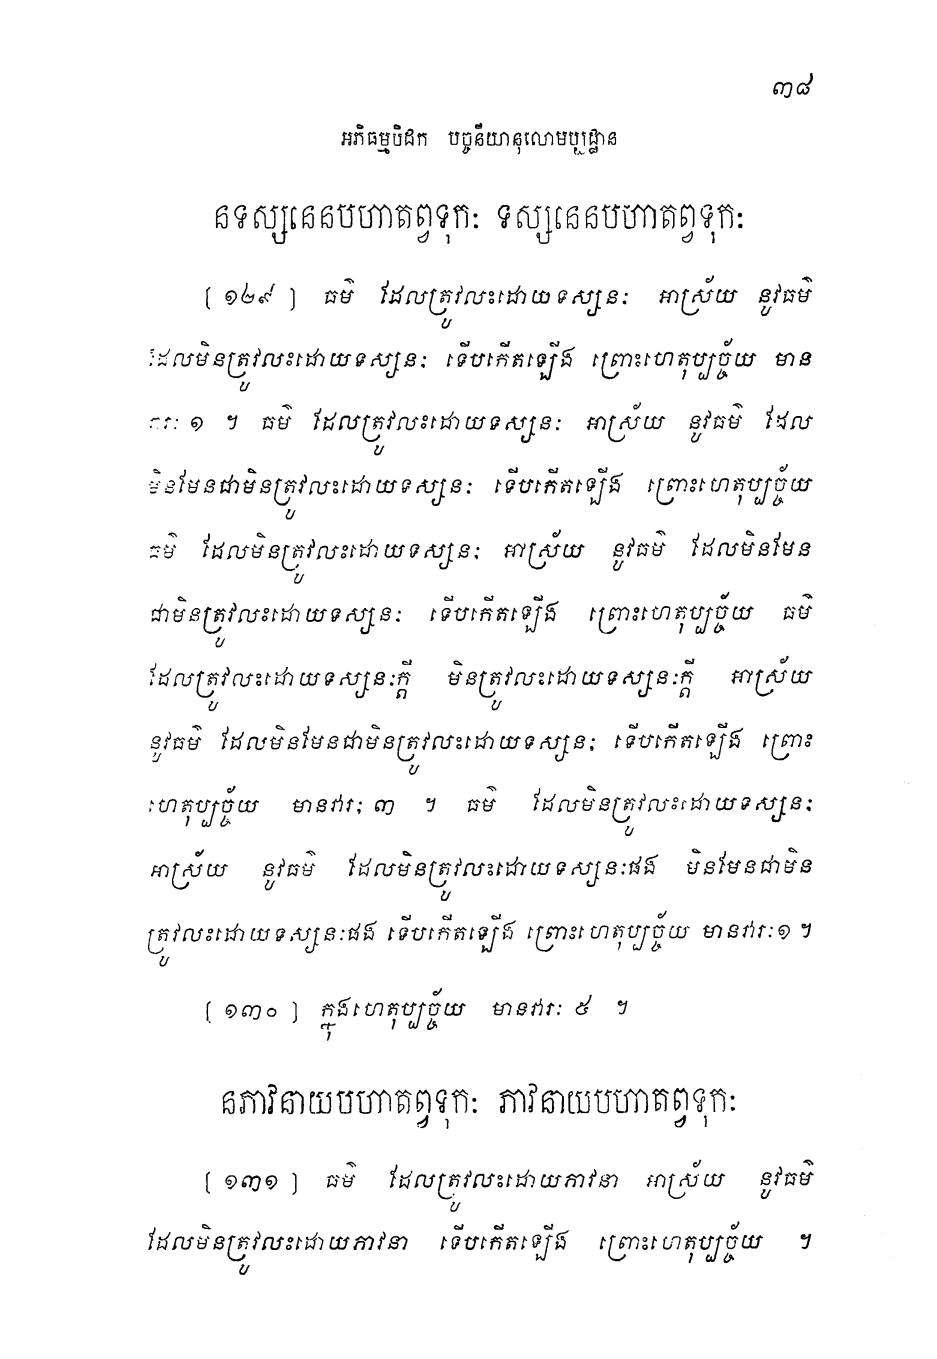 ៣៨
អភិធម្មបិដក បច្ចនីយានុលោមប្បដ្ឋាន
នទស្សនេនបហាតព្វទុកៈ ទស្សនេនបហាតព្វទុកៈ
[ ១២៩ ] ធម៌ ដែលត្រូវលះដោយទស្សនៈ អាស្រ័យ នូវធម៌
ដែលមិនត្រូវលះដោយទស្សនៈ ទើបកើតឡើង ព្រោះហេតុប្បច្ច័យ មាន
វារៈ ១ ។ ធម៌ ដែលត្រូវលះដោយទស្សនៈ អាស្រ័យ នូវធម៌ ដែល
មិនមែនជាមិនត្រូវលះដោយទស្សនៈ ទើបកើតឡើង ព្រោះហេតុប្បច្ច័យ
ធម៌ ដែលមិនត្រូវលះដោយទស្សនៈ អាស្រ័យ នូវធម៌ ដែលមិនមែន
ជាមិនត្រូវលះដោយទស្សនៈ ទើបកើតឡើង ព្រោះហេតុប្បច្ច័យ ធម៌
ដែលត្រូវលះដោយទស្សនៈក្តី មិនត្រូវលះដោយទស្សនៈក្តី អាស្រ័យ
នូវធម៌ ដែលមិនមែនជាមិនត្រូវលះដោយទស្សនៈ ទើបកើតឡើង ព្រោះ
ហេតុប្បច្ច័យ មានវារៈ ៣ ។ ធម៌ ដែលមិនត្រូវលះដោយទស្សនៈ
អាស្រ័យ នូវធម៌ ដែលមិនត្រូវលះដោយទស្សនៈផង មិនមែនជាមិន
ត្រូវលះដោយទស្សនៈផង ទើបកើតឡើង ព្រោះហេតុប្បច្ច័យ មានវារៈ១ ។
[ ១៣០ ] ក្នុងហេតុប្បច្ច័យ មានវារៈ ៥ ។
នភាវនាយបហាតព្វទុកៈ ភាវនាយបហាតព្វទុកៈ
[ ១៣១ ] ធម៌ ដែលត្រូវលះដោយភាវនា អាស្រ័យ នូវធម៌
ដែលមិនត្រូវលះដោយភាវនា ទើបកើតឡើង ព្រោះហេតុប្បច្ច័យ ។